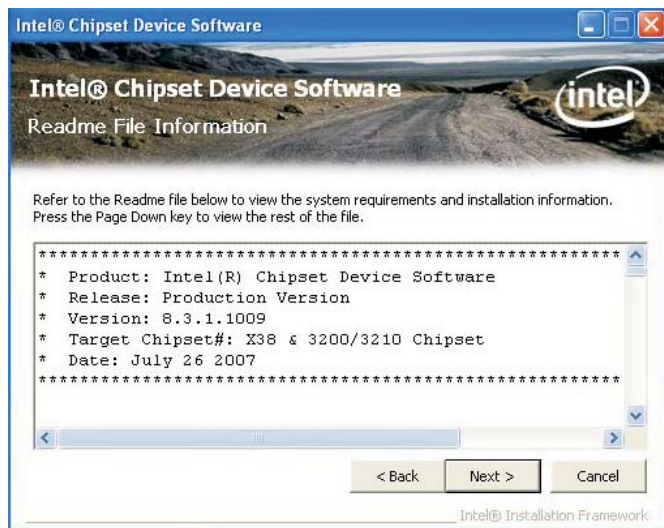 Intel® Chipset Device Software
Intel® Chipset Device Software
intel
Readme File Information
Refer to the Readme file below to view the system requirements and installation information.
Press the Page Down key to view the rest of the file.
********************************************************
* Product: Intel(R) Chipset Device Software
* Release: Production Version
* Version: 8.3.1.1009
* Target Chipset#: X38 & 3200/3210 Chipset
* Date: July 26 2007
********************************************************
< Back
Next >
Cancel
Intel® Installation Framework